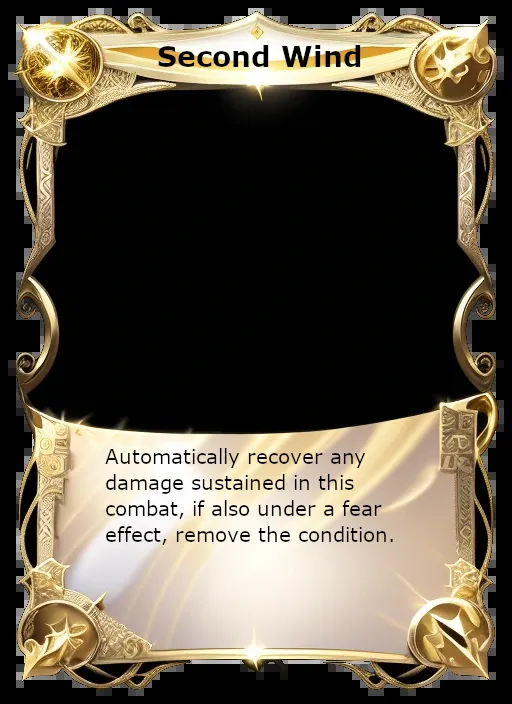 Second Wind
Automatically recover any
damage sustained in this
combat, if also under a fear
effect, remove the condition.